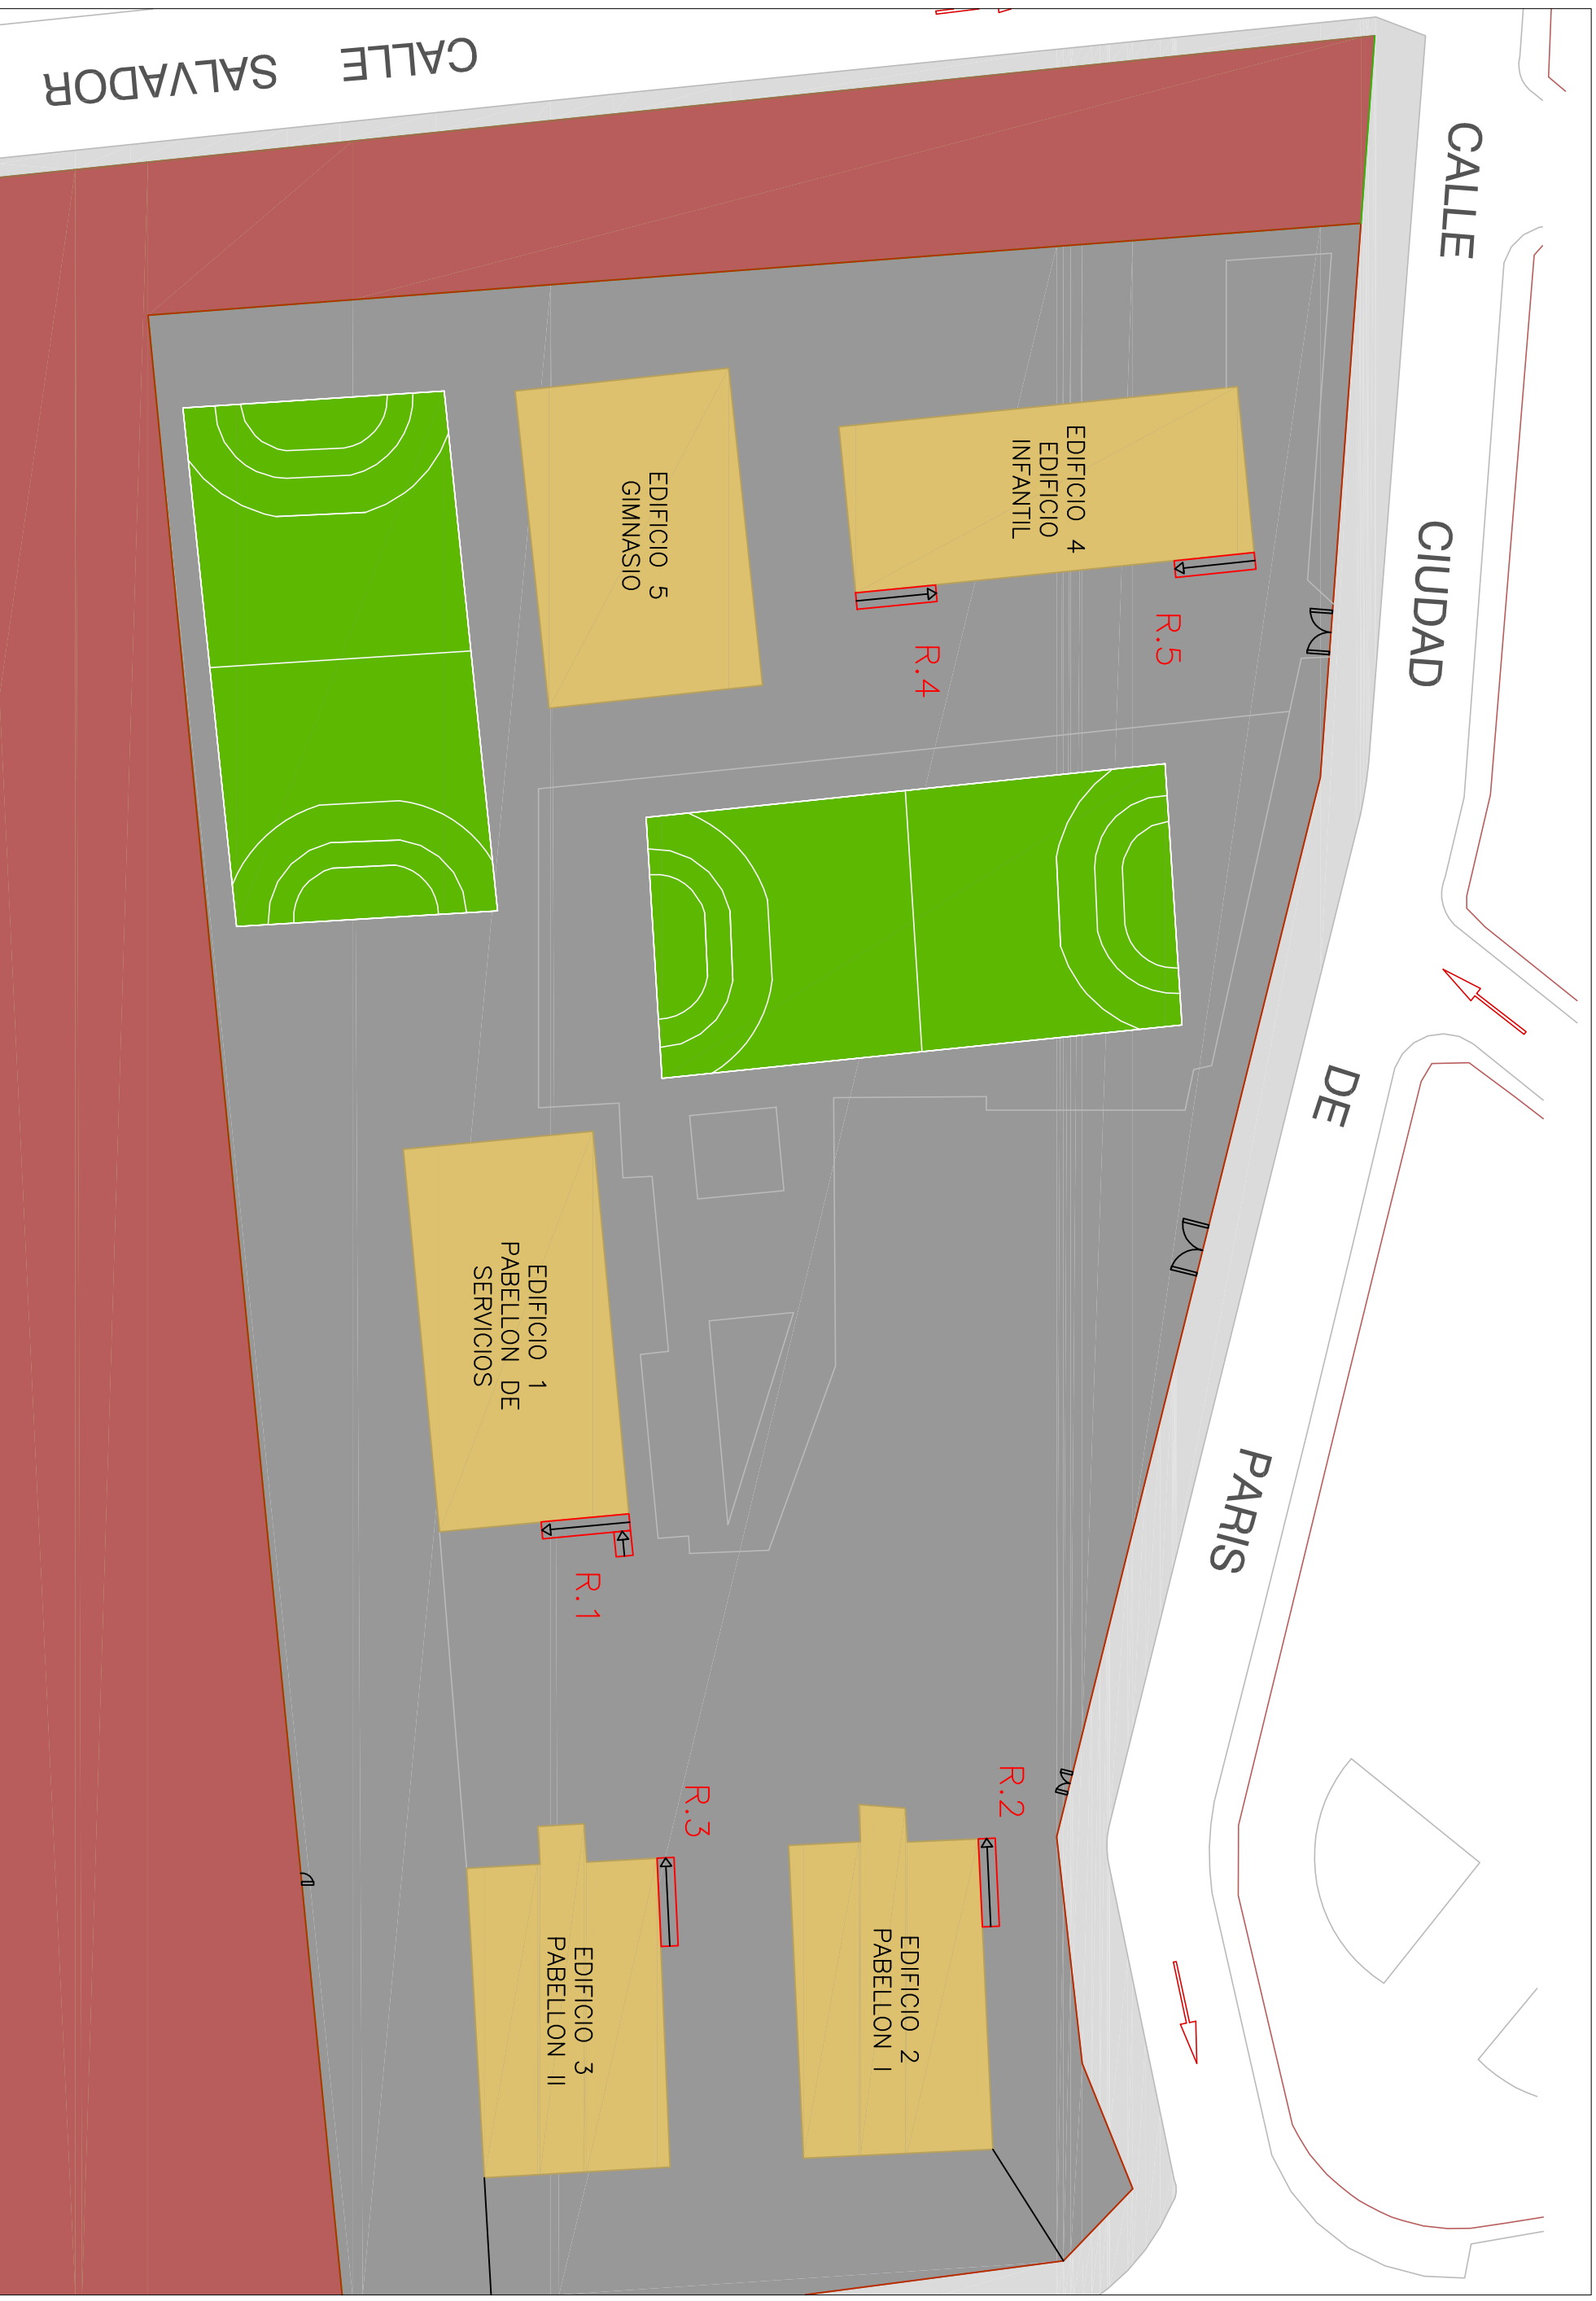 CALLE SALVADOR
CALLE CIUDAD DE PARIS
EDIFICIO 4
EDIFICIO
INFANTIL
EDIFICIO 5
GIMNASIO
R.5
R.4
EDIFICIO 1
PABELLON DE
SERVICIOS
R.1
R.2
R.3
EDIFICIO 2
PABELLON I
EDIFICIO 3
PABELLON II